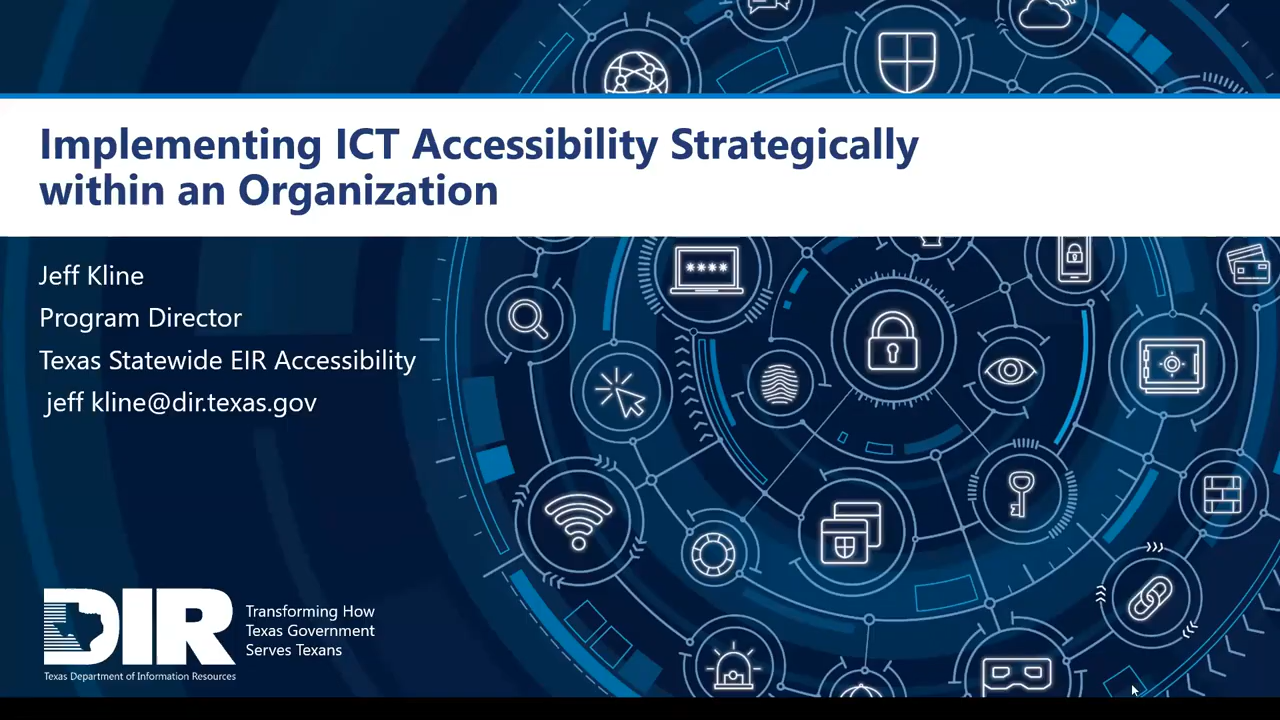 Implementing ICT Accessibility Strategically
within an Organization
Jeff Kline
Program Director
Texas Statewide EIR Accessibility
jeff kline@dir.texas.gov
DIR
Transforming How
Texas Government
Serves Texans
Texas Department of Information Resources
****